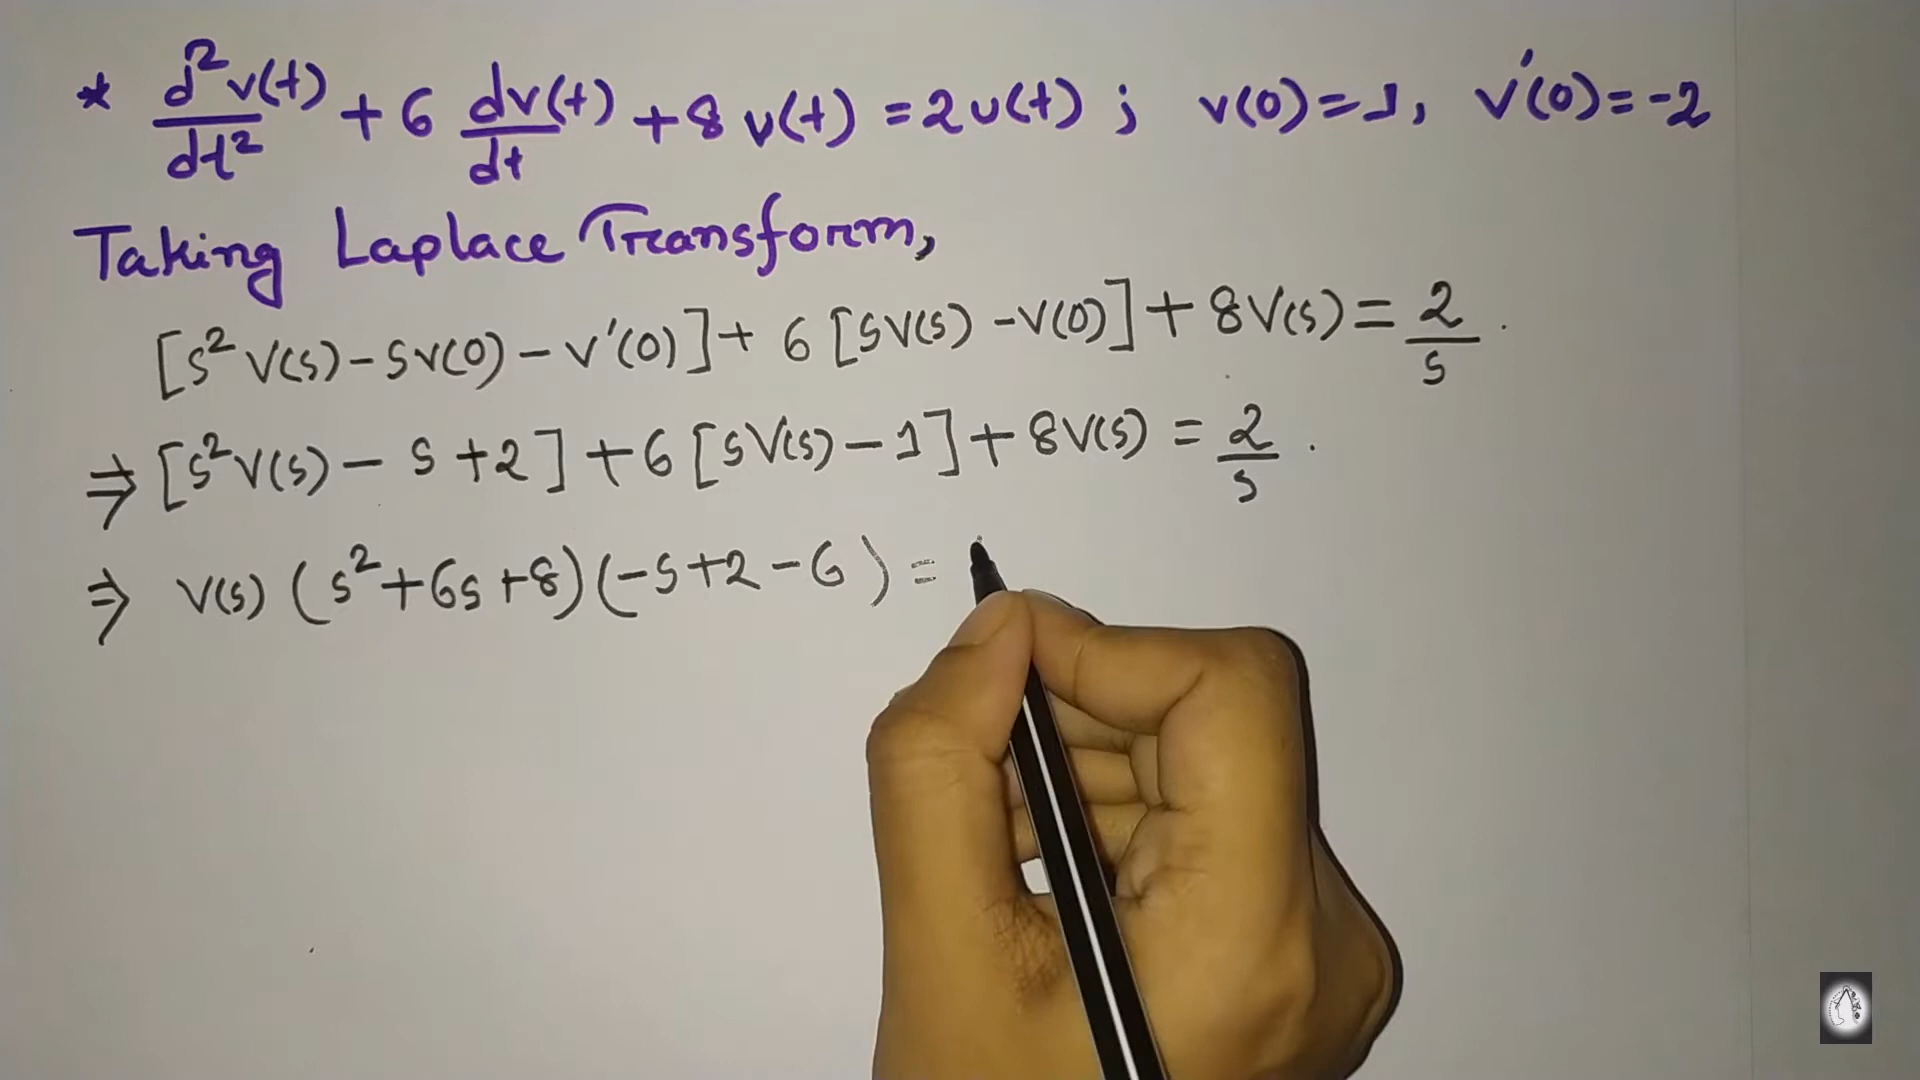 * d²v(t)/dt² + 6 dv(t)/dt + 8v(t) = 2u(t) ; v(0)=1, v'(0)=-2
Taking Laplace Transform,
[s²V(s) - sv(0) - v'(0)] + 6[sV(s) - v(0)] + 8V(s) = 2/s .
⇒ [s²V(s) - s + 2] + 6[sV(s) - 1] + 8V(s) = 2/s .
⇒ V(s) (s² + 6s + 8)(-s + 2 - 6) =